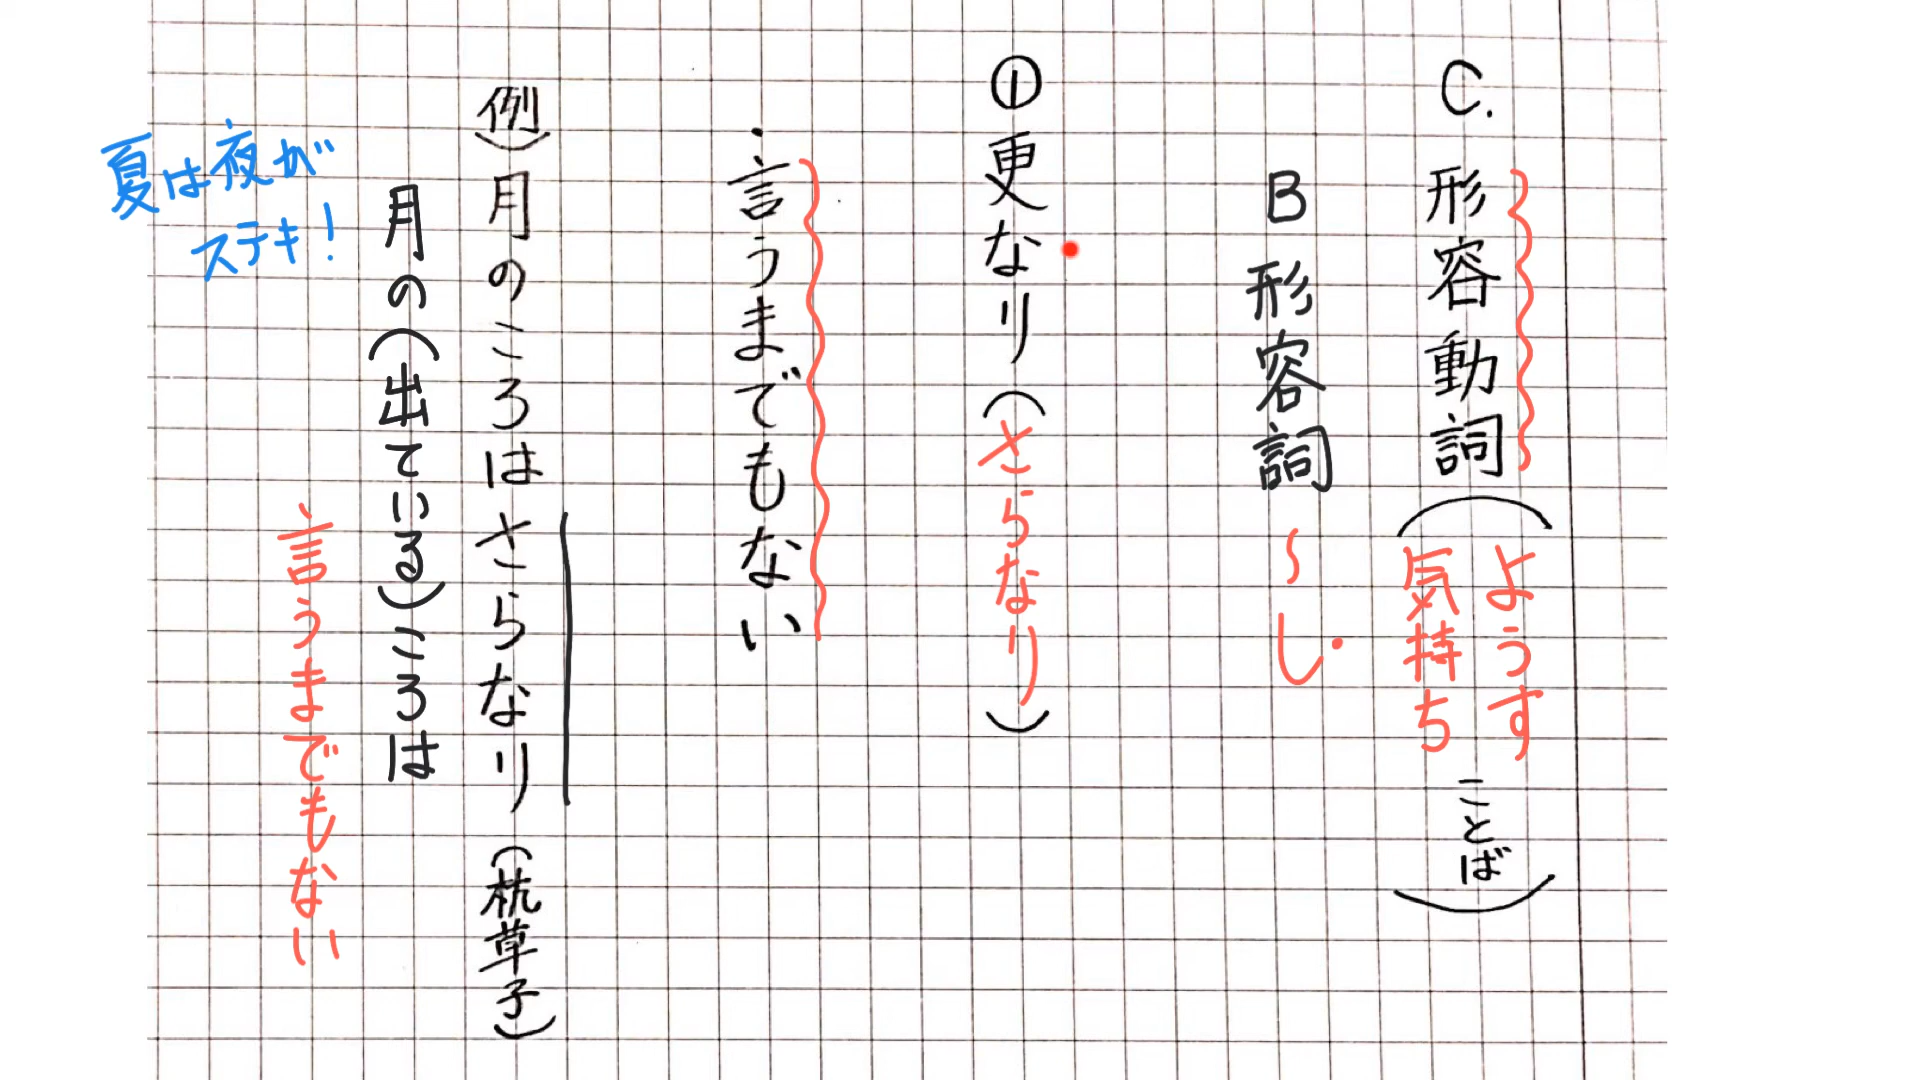 C. 形容動詞(ようす
気持ち
ことば)
B 形容詞 〜し
① 更なり(さらなり)
・言うまでもない
例)月のころはさらなり(枕草子)
月の(出ている)ころは
言うまでもない
夏は夜が
ステキ!